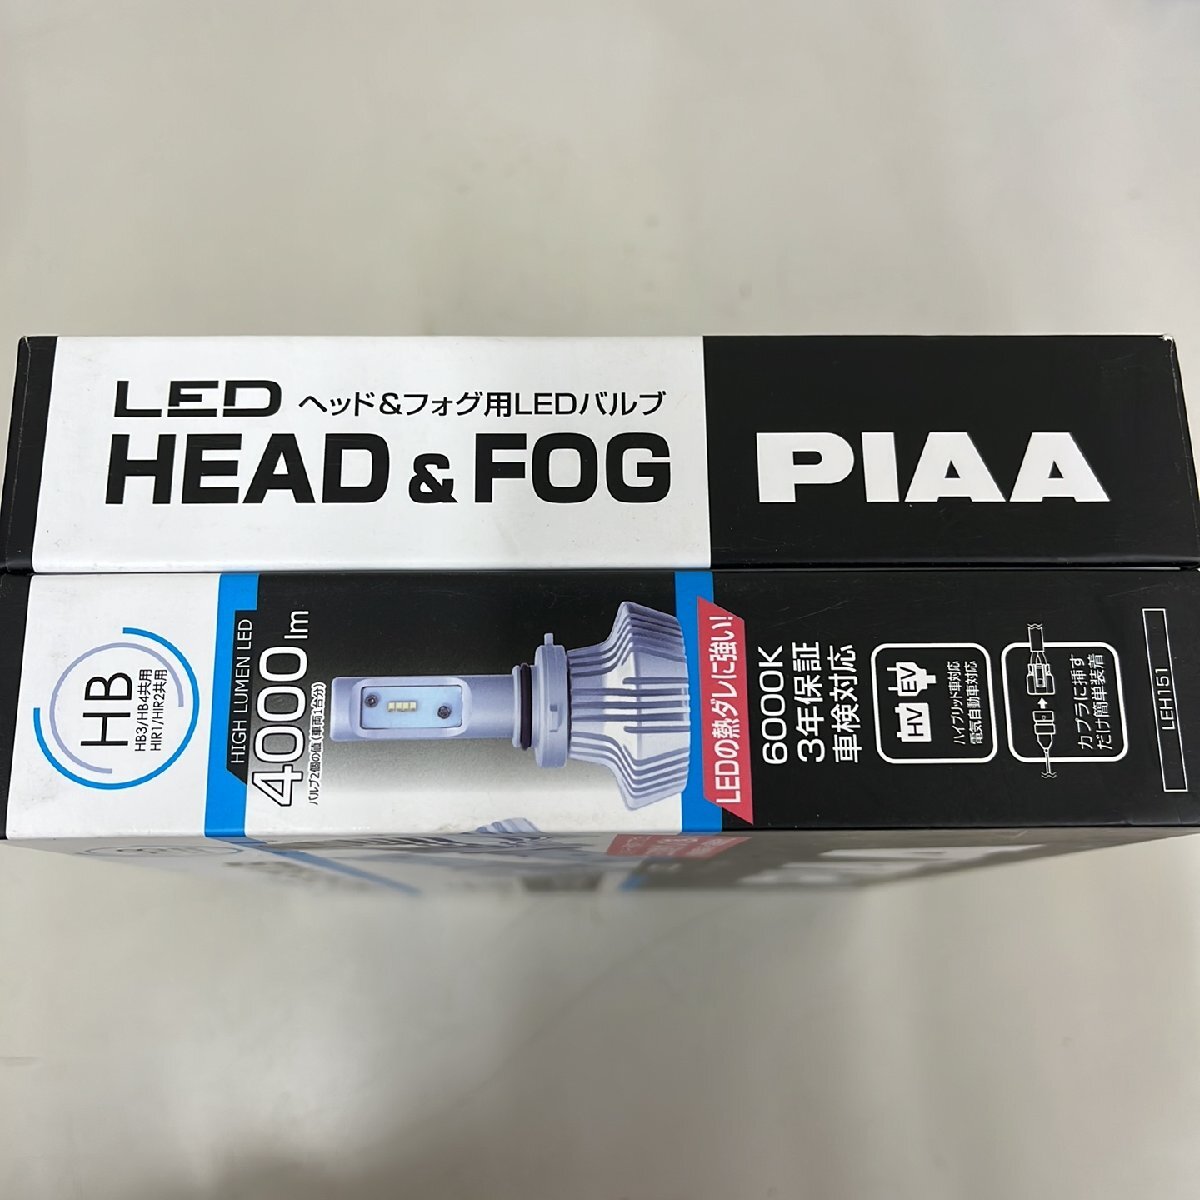 LED ヘッド&フォグ用LEDバルブ
HEAD & FOG
PIAA
HB
HB3/HB4共用
HIR1/HIR2共用
HIGH LUMEN LED
4000lm
バルブ2個の値(車両1台分)
LEDの熱ダレに強い!
6000K
3年保証
車検対応
HV EV
ハイブリッド車対応
電気自動車対応
カプラに挿す
だけ簡単装着
LEH151